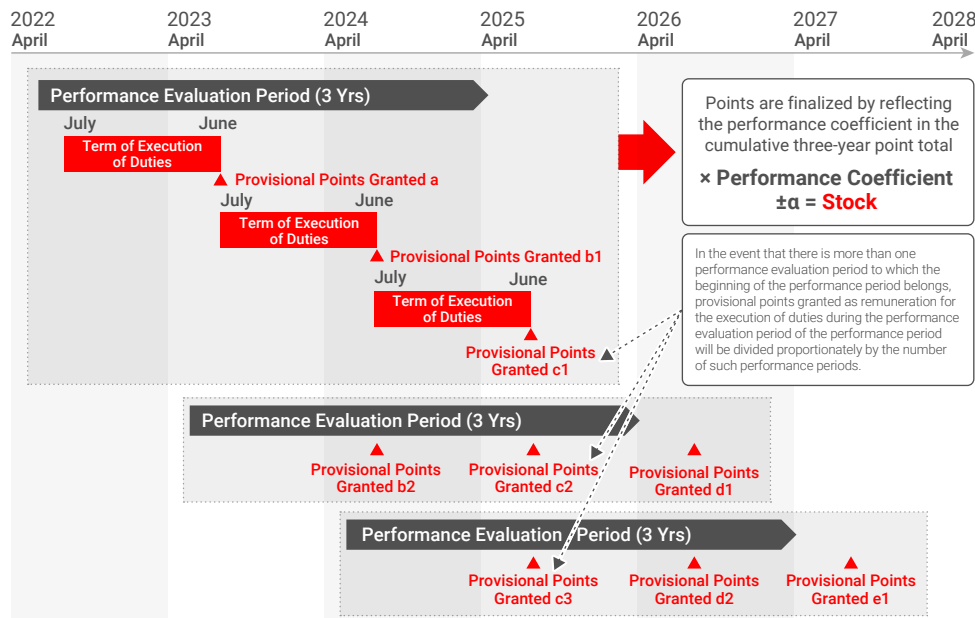 2022
April
2023
April
2024
April
2025
April
2026
April
2027
April
2028
April
Performance Evaluation Period (3 Yrs)
July
June
Term of Execution
of Duties
Provisional Points Granted a
July
June
Term of Execution
of Duties
Provisional Points Granted b1
July
June
Term of Execution
of Duties
Provisional Points
Granted c1
Points are finalized by reflecting
the performance coefficient in the
cumulative three-year point total
× Performance Coefficient
±α = Stock
In the event that there is more than one
performance evaluation period to which the
beginning of the performance period belongs,
provisional points granted as remuneration for
the execution of duties during the performance
evaluation period of the performance period
will be divided proportionately by the number
of such performance periods.
Performance Evaluation Period (3 Yrs)
Provisional Points
Granted b2
Provisional Points
Granted c2
Provisional Points
Granted d1
Performance Evaluation Period (3 Yrs)
Provisional Points
Granted c3
Provisional Points
Granted d2
Provisional Points
Granted e1